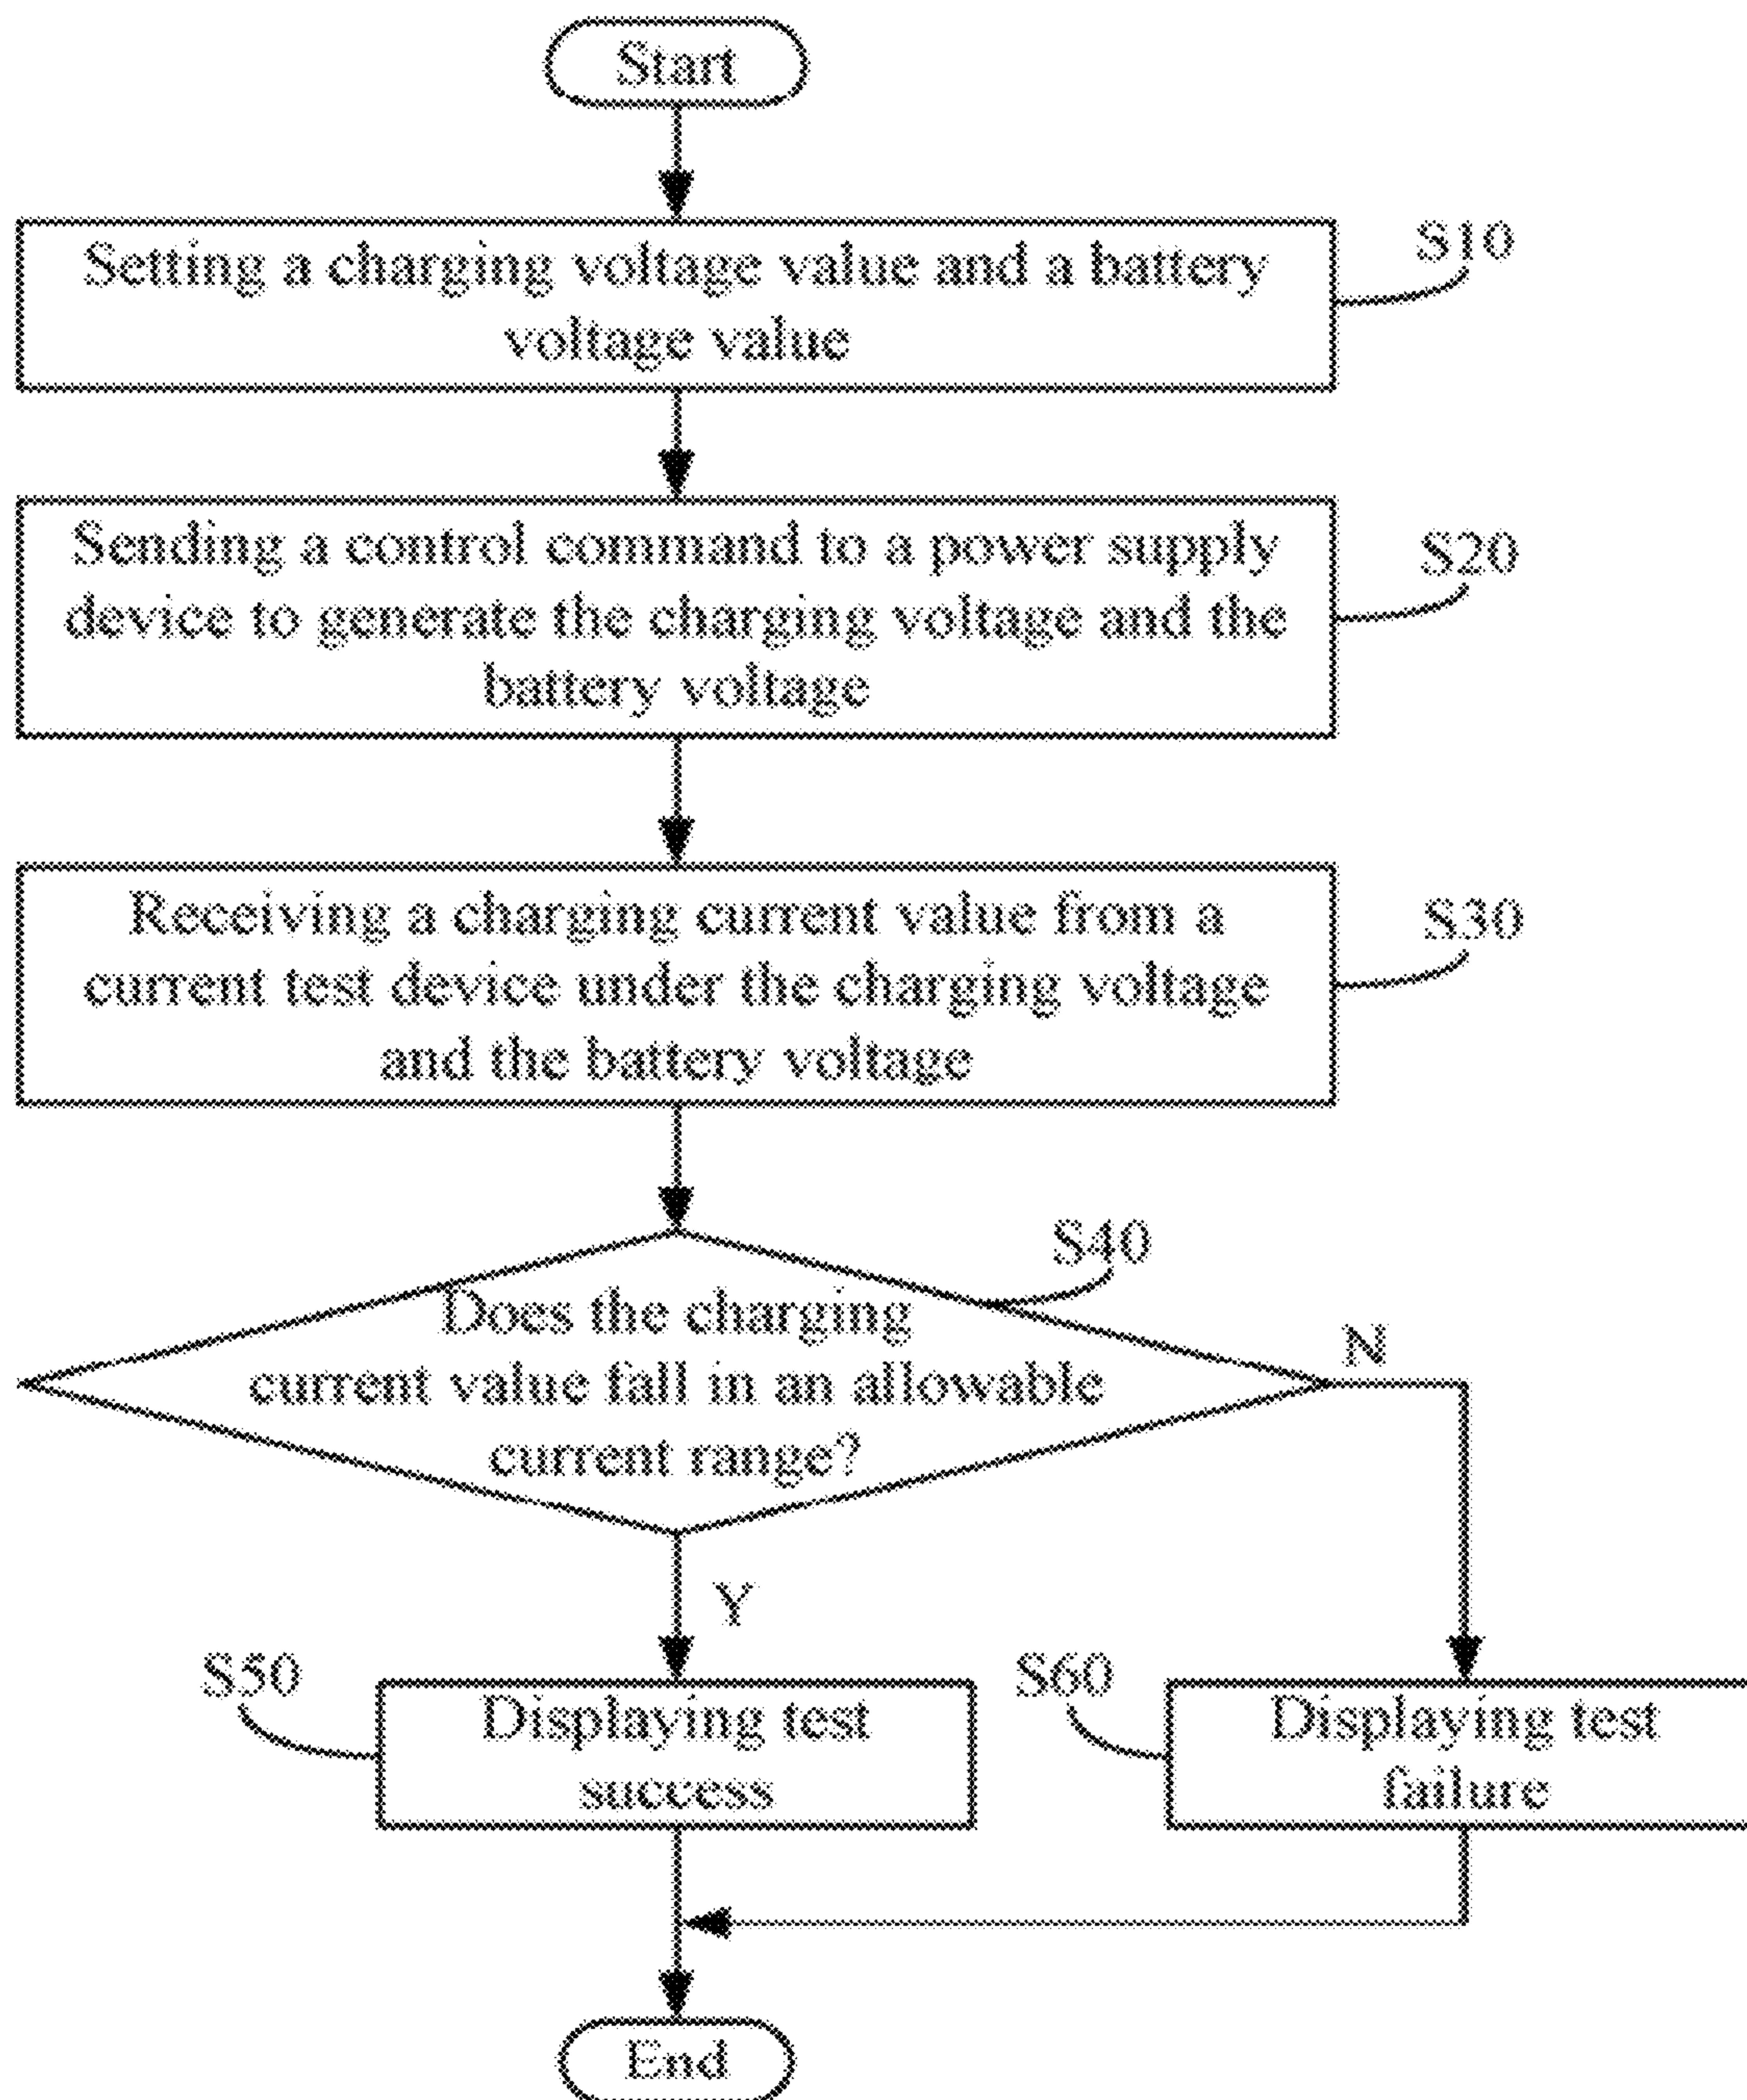 Start
Setting a charging voltage value and a battery
voltage value
S10
Sending a control command to a power supply
device to generate the charging voltage and the
battery voltage
S20
Receiving a charging current value from a
current test device under the charging voltage
and the battery voltage
S30
S40
Does the charging
current value fall in an allowable
current range?
N
Y
S50
Displaying test
success
S60
Displaying test
failure
End